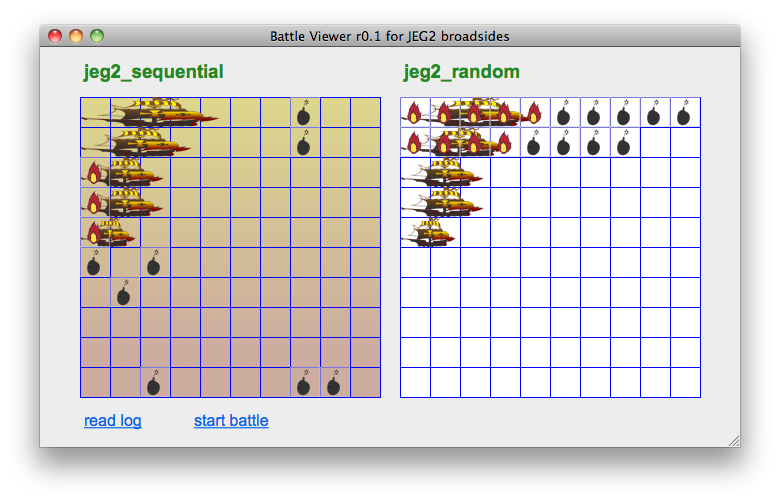 Battle Viewer r0.1 for JEG2 broadsides
jeg2_sequential
jeg2_random
read log
start battle